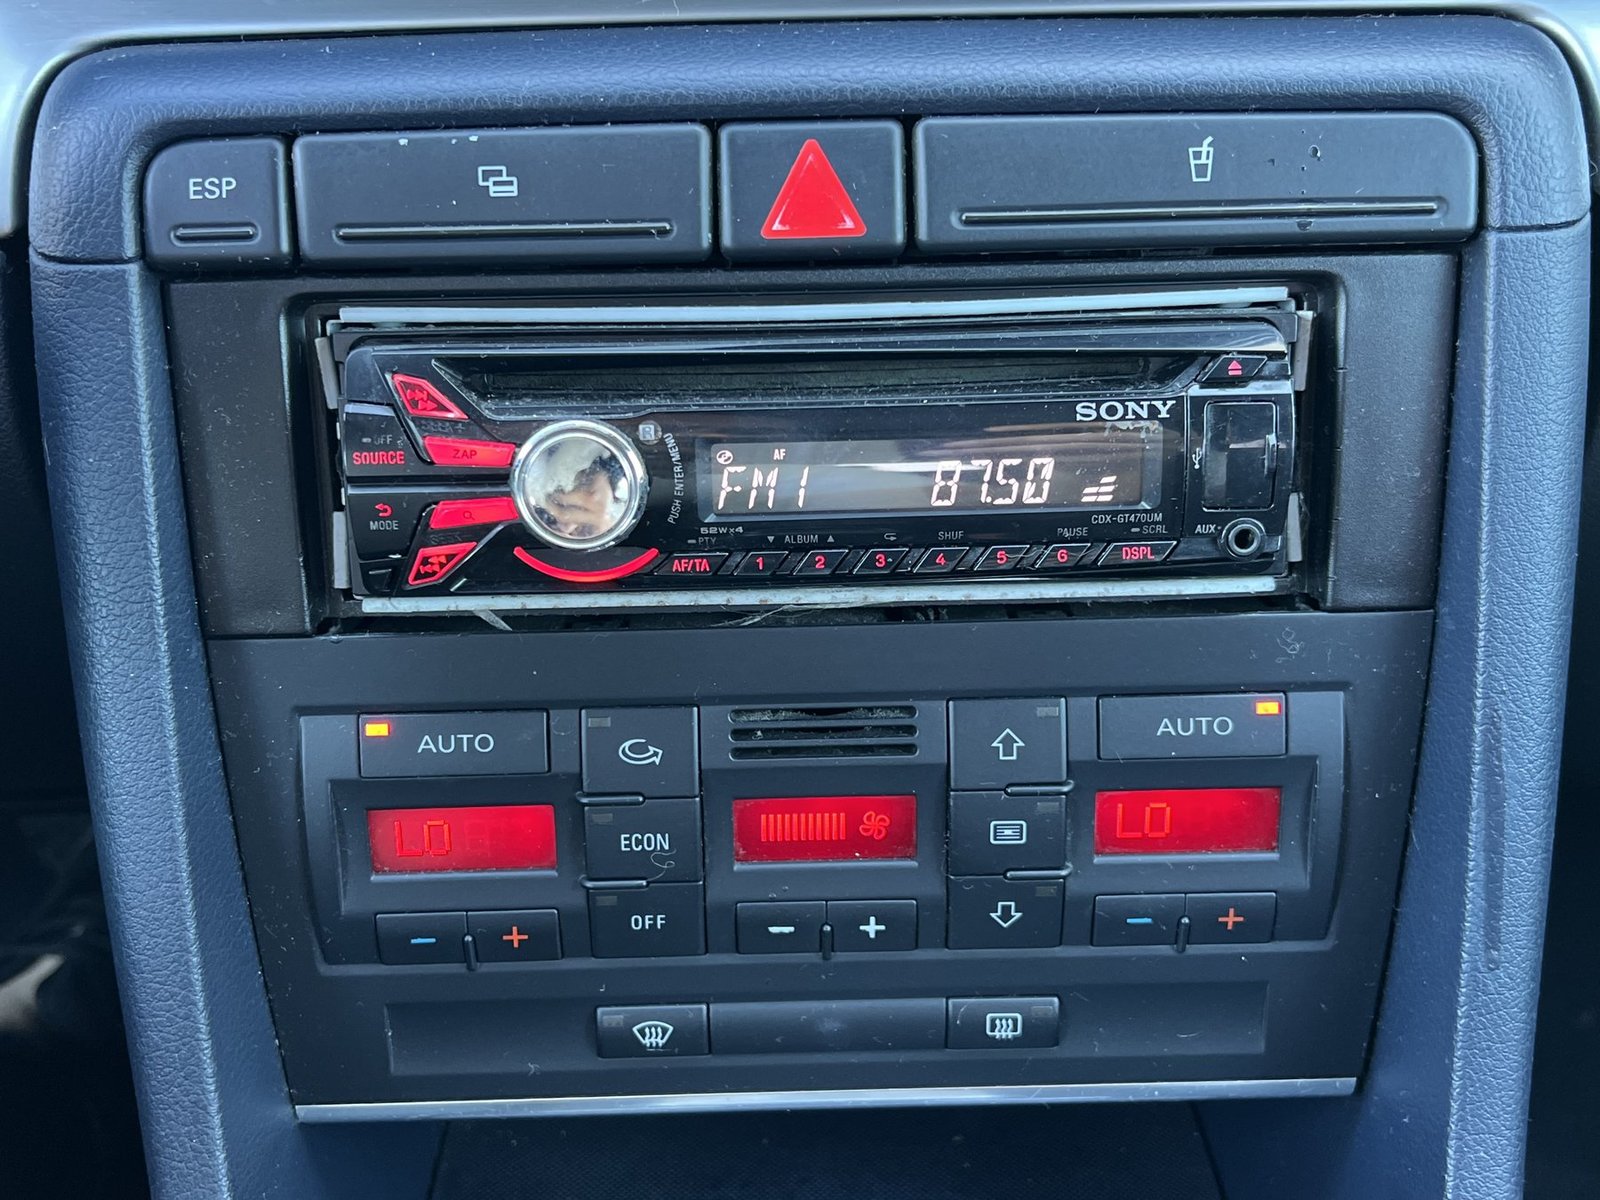 ESP
SONY
SEEK +
OFF
SOURCE
ZAP
PUSH ENTER/MENU
AF
FM1 87.50
MODE
SEEK -
CDX-GT470UM
52W×4
PTY
ALBUM
SHUF
PAUSE
SCRL
AUX
AF/TA 1 2 3 4 5 6 DSPL
AUTO
AUTO
LO
ECON
LO
OFF